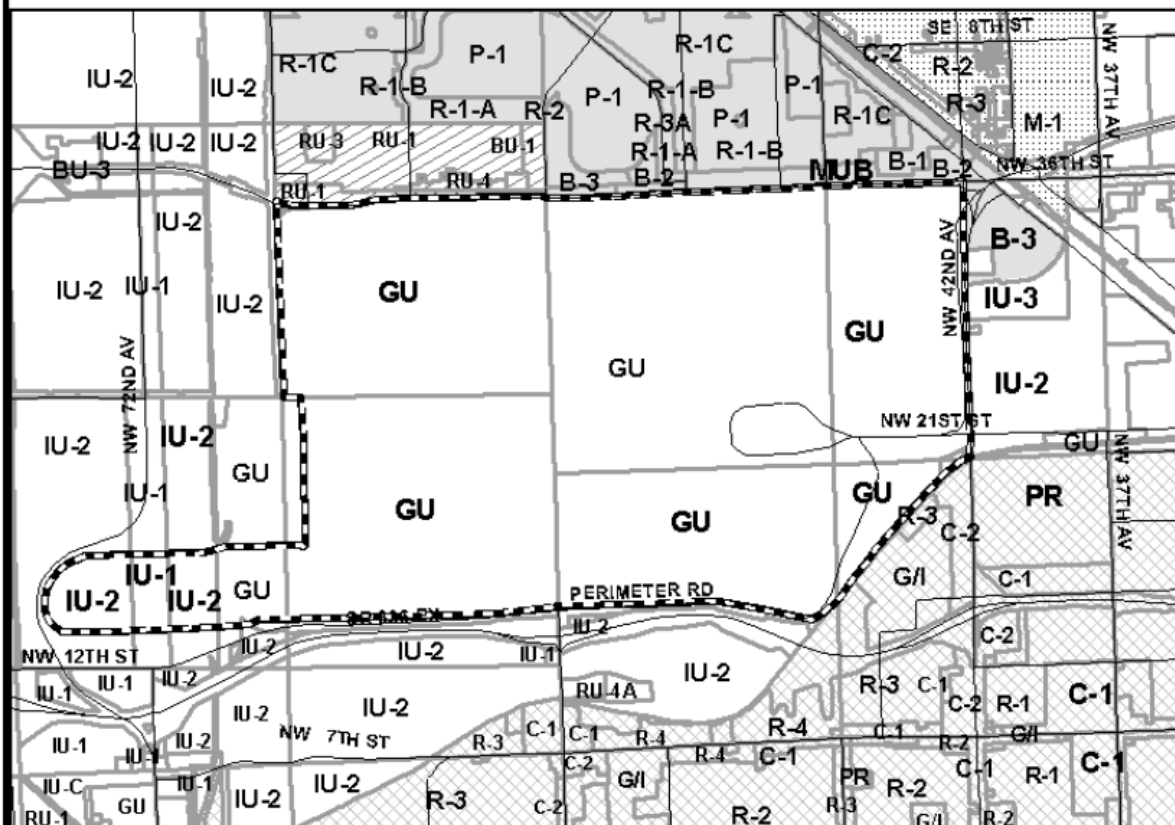 SE 8TH ST
NW 37TH AV
IU-2
IU-2
R-1C
R-1-B
P-1
R-1-A
R-2
P-1
R-1C
R-1-B
R-3A
R-1-A
P-1
R-1-B
P-1
R-1C
C-2
R-2
R-3
M-1
IU-2
IU-2
IU-2
RU-3
RU-1
BU-1
BU-3
RU-1
RU-4
B-3
B-2
MUB
B-1
B-2
NW 36TH ST
IU-2
IU-2
IU-1
IU-2
GU
GU
GU
NW 42ND AV
B-3
IU-3
IU-2
NW 72ND AV
NW 21ST ST
GU
NW 37TH AV
IU-2
IU-2
GU
IU-1
GU
GU
GU
R-3
C-2
PR
IU-1
IU-2
IU-2
GU
PERIMETER RD
G/I
C-1
IU-2
IU-2
IU-2
IU-1
C-2
NW 12TH ST
IU-1
IU-1
IU-2
RU-4A
IU-2
R-3
C-1
C-2
R-1
C-1
IU-2
IU-2
NW 7TH ST
IU-1
IU-1
IU-2
R-3
C-1
C-1
R-4
R-4
C-1
R-2
G/I
R-4
C-1
IU-C
IU-1
GU
RU-1
IU-2
IU-2
R-3
C-2
C-2
G/I
R-2
PR
R-3
R-2
G/I
C-1
R-2
R-1
C-1